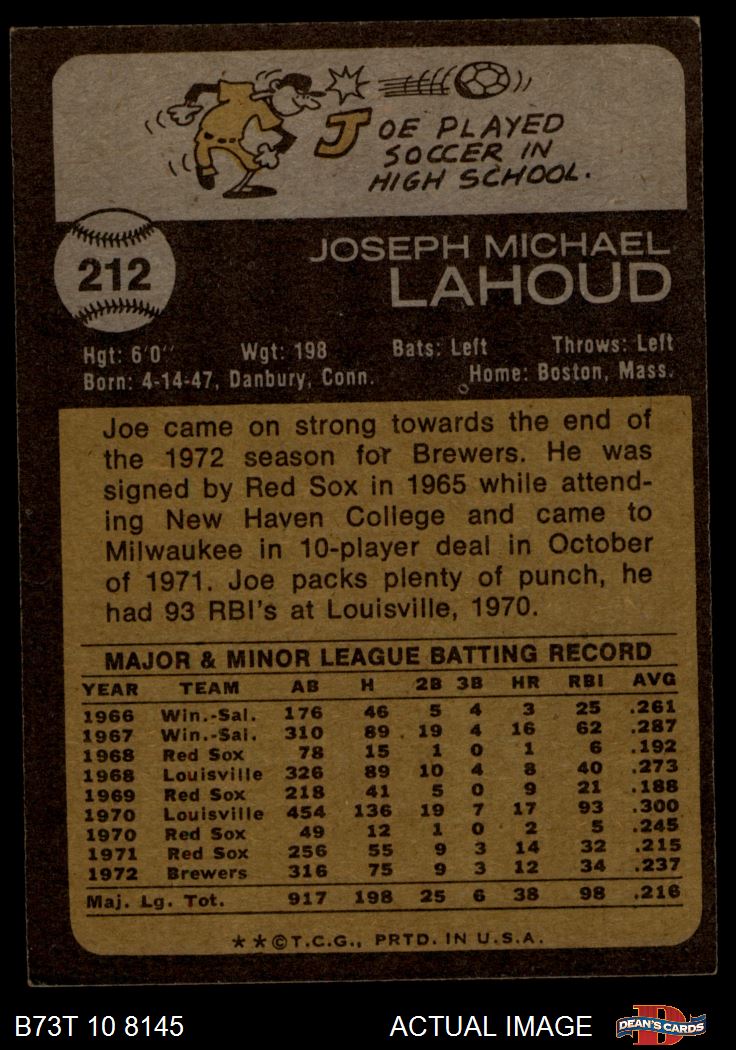 JOE PLAYED
SOCCER IN
HIGH SCHOOL.
212
JOSEPH MICHAEL
LAHOUD
Hgt: 6'0" Wgt: 198 Bats: Left Throws: Left
Born: 4-14-47, Danbury, Conn. Home: Boston, Mass.
Joe came on strong towards the end of
the 1972 season for Brewers. He was
signed by Red Sox in 1965 while attend-
ing New Haven College and came to
Milwaukee in 10-player deal in October
of 1971. Joe packs plenty of punch, he
had 93 RBI's at Louisville, 1970.
MAJOR & MINOR LEAGUE BATTING RECORD
YEAR TEAM AB H 2B 3B HR RBI AVG
1966 Win.-Sal. 176 46 5 4 3 25 .261
1967 Win.-Sal. 310 89 19 4 16 62 .287
1968 Red Sox 78 15 1 0 1 6 .192
1968 Louisville 326 89 10 4 8 40 .273
1969 Red Sox 218 41 5 0 9 21 .188
1970 Louisville 454 136 19 7 17 93 .300
1970 Red Sox 49 12 1 0 2 5 .245
1971 Red Sox 256 55 9 3 14 32 .215
1972 Brewers 316 75 9 3 12 34 .237
Maj. Lg. Tot. 917 198 25 6 38 98 .216
**©T.C.G., PRTD. IN U.S.A.
B73T 10 8145 ACTUAL IMAGE D DEAN'S CARDS